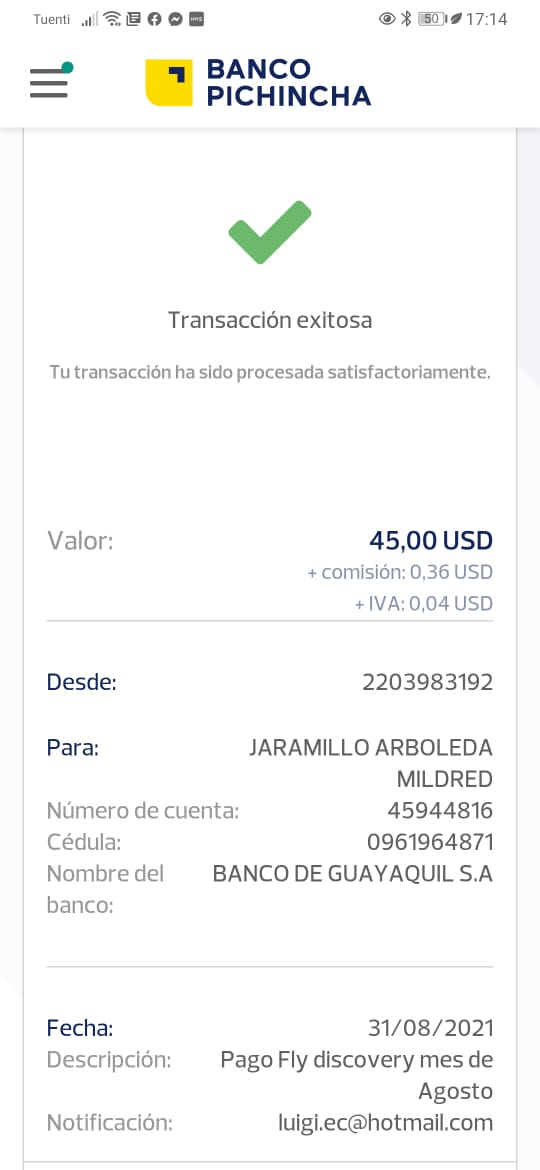 Tuenti 50 17:14
BANCO
PICHINCHA
Transacción exitosa
Tu transacción ha sido procesada satisfactoriamente.
Valor: 45,00 USD
+ comisión: 0,36 USD
+ IVA: 0,04 USD
Desde: 2203983192
Para: JARAMILLO ARBOLEDA
MILDRED
Número de cuenta: 45944816
Cédula: 0961964871
Nombre del BANCO DE GUAYAQUIL S.A
banco:
Fecha: 31/08/2021
Descripción: Pago Fly discovery mes de
Agosto
Notificación: luigi.ec@hotmail.com